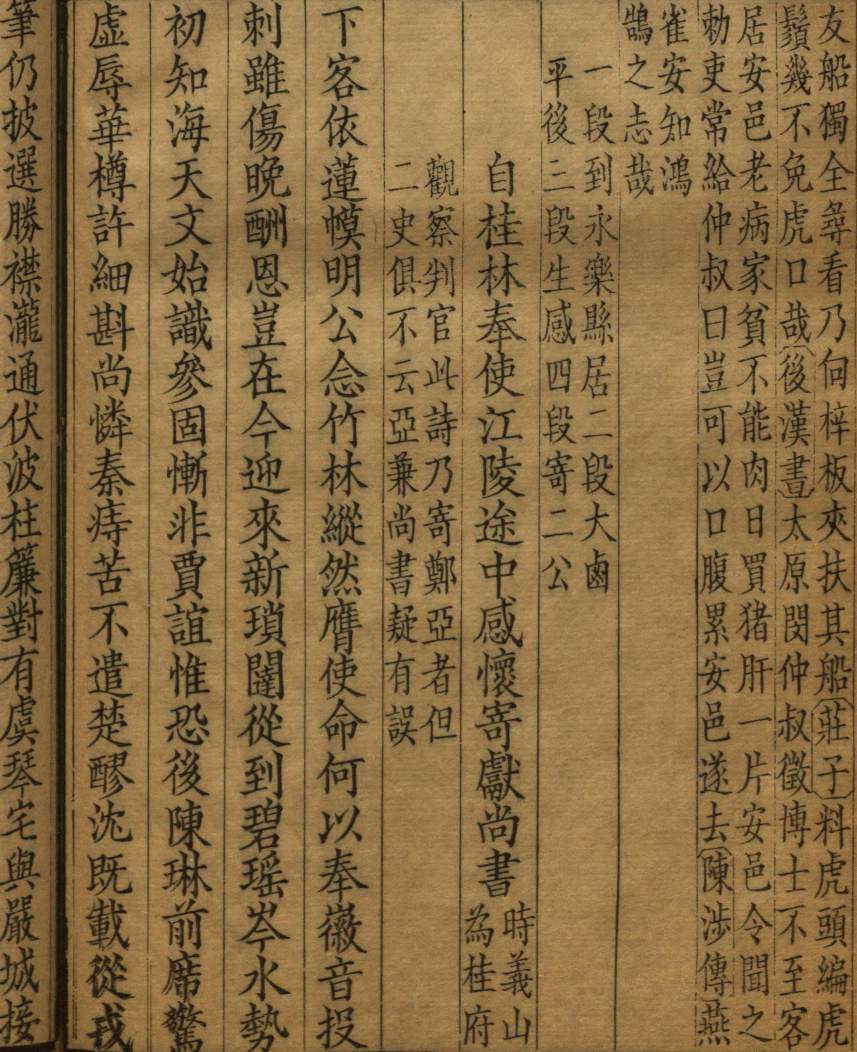 友船獨全尋看乃何梓板夾扶其船莊子料虎頭編虎
鬚幾不免虎口哉後漢書太原閔仲叔徵博士不至客
居安邑老病家貧不能肉日買猪肝一片安邑令聞之
勑吏常給仲叔曰豈可以口腹累安邑遂去陳涉傳燕
雀安知鴻
鵠之志哉
一段到永樂縣居二段大鹵
平後三段生感四段寄二公
自桂林奉使江陵途中感懷寄獻尚書
時義山
為桂府
觀察判官此詩乃寄鄭亞者但
二史俱不云亞兼尚書疑有誤
下客依蓮幙明公念竹林縱然膺使命何以奉徽音投
刺雖傷晚酬恩豈在今迎來新瑣闥從到碧瑤岑水勢
初知海天文始識參固慚非賈誼惟恐後陳琳前席驚
虛辱華樽許細斟尚憐秦痔苦不遣楚醪沈既載從戎
筆仍披選勝襟瀧通伏波柱簾對有虞琴宅與嚴城接